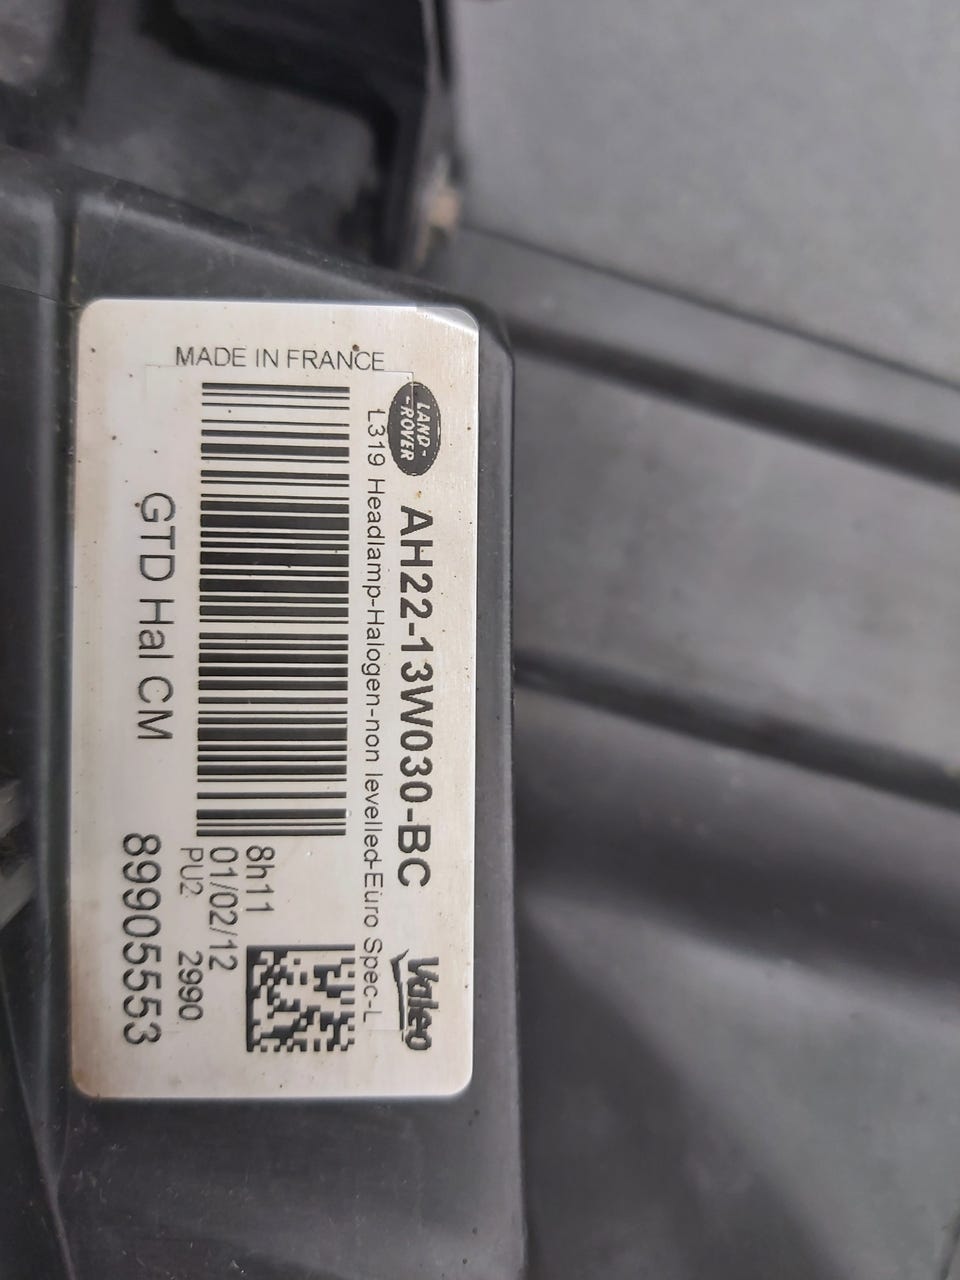 MADE IN FRANCE
LAND-
-ROVER
AH22-13W030-BC
Valeo
L319 Headlamp-Halogen-non levelled-Euro Spec-L
8h11
01/02/12
PU2 2990
GTD Hal CM 89905553